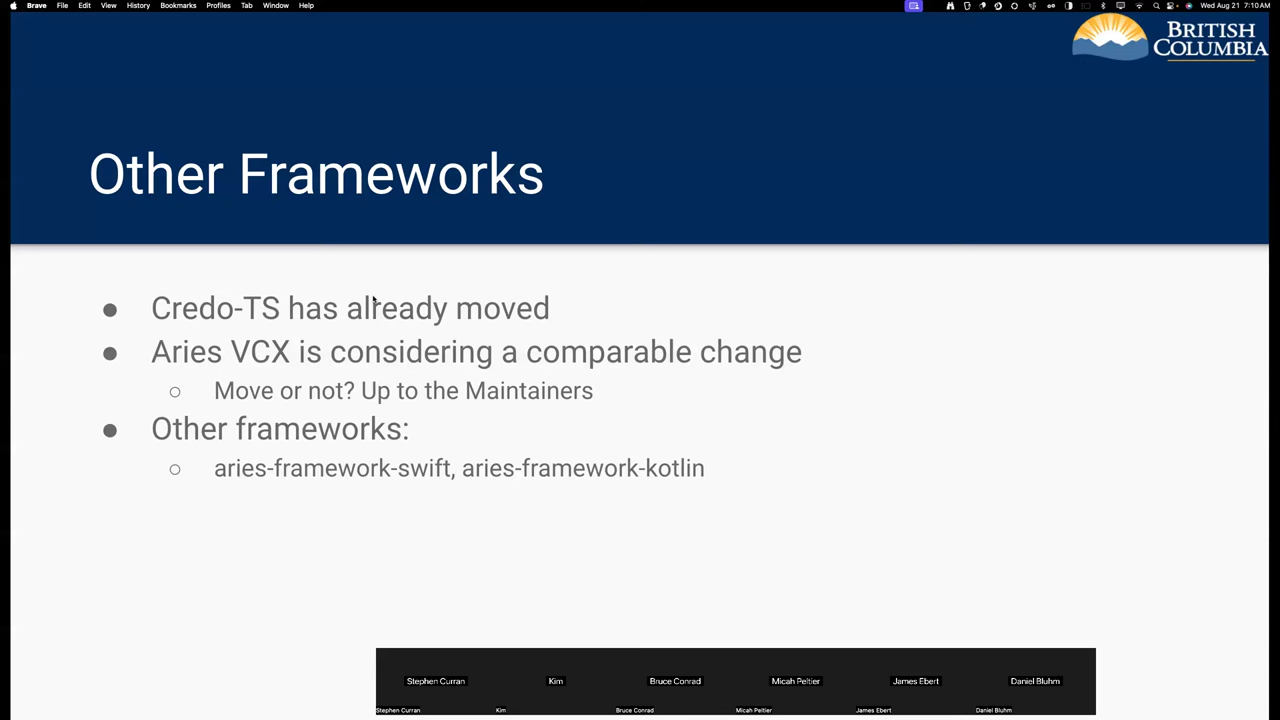 Brave File Edit View History Bookmarks Profiles Tab Window Help Wed Aug 21 7:10 AM
BRITISH
COLUMBIA
Other Frameworks
● Credo-TS has already moved
● Aries VCX is considering a comparable change
○ Move or not? Up to the Maintainers
● Other frameworks:
○ aries-framework-swift, aries-framework-kotlin
Stephen Curran Kim Bruce Conrad Micah Peltier James Ebert Daniel Bluhm
Stephen Curran Kim Bruce Conrad Micah Peltier James Ebert Daniel Bluhm